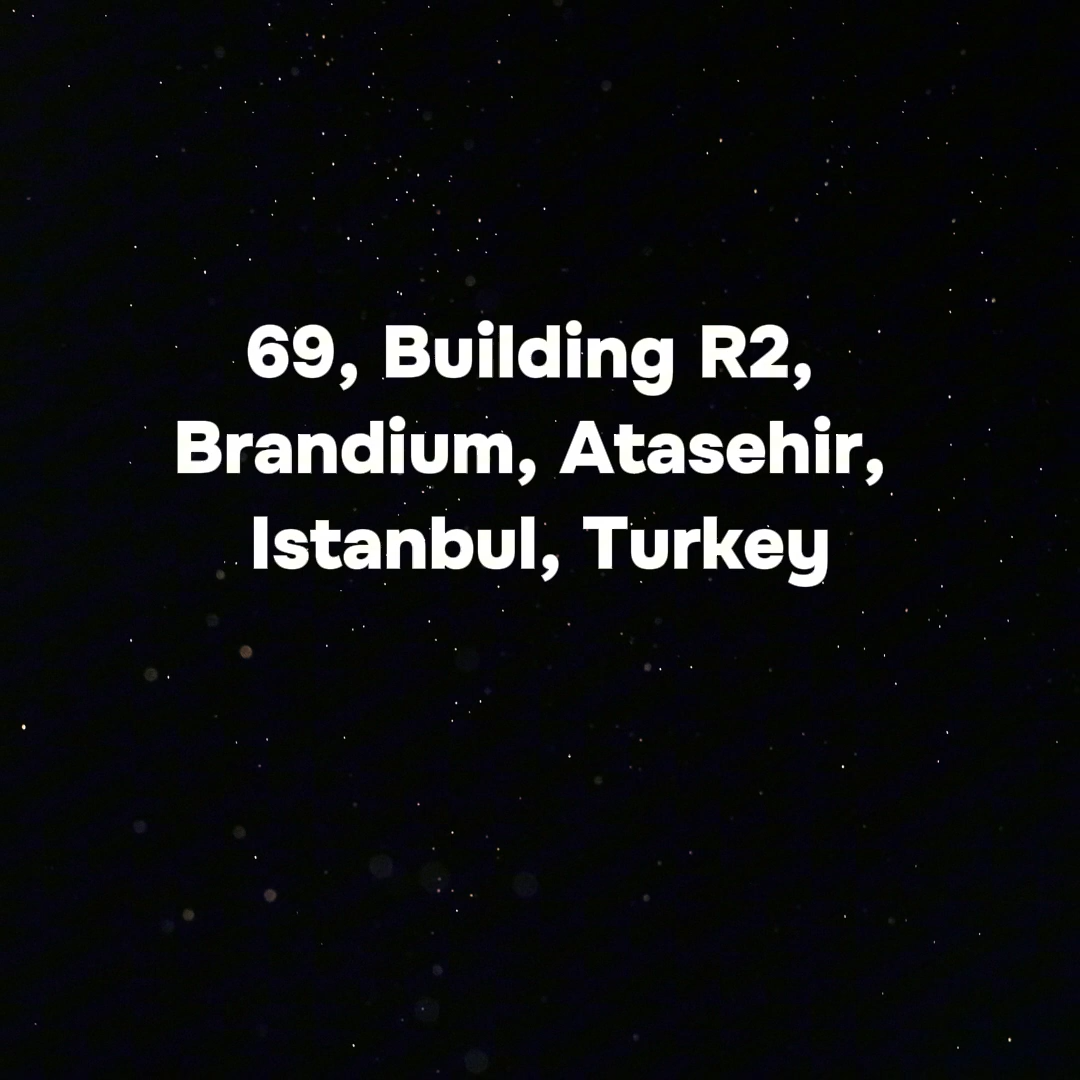 69, Building R2,
Brandium, Atasehir,
Istanbul, Turkey